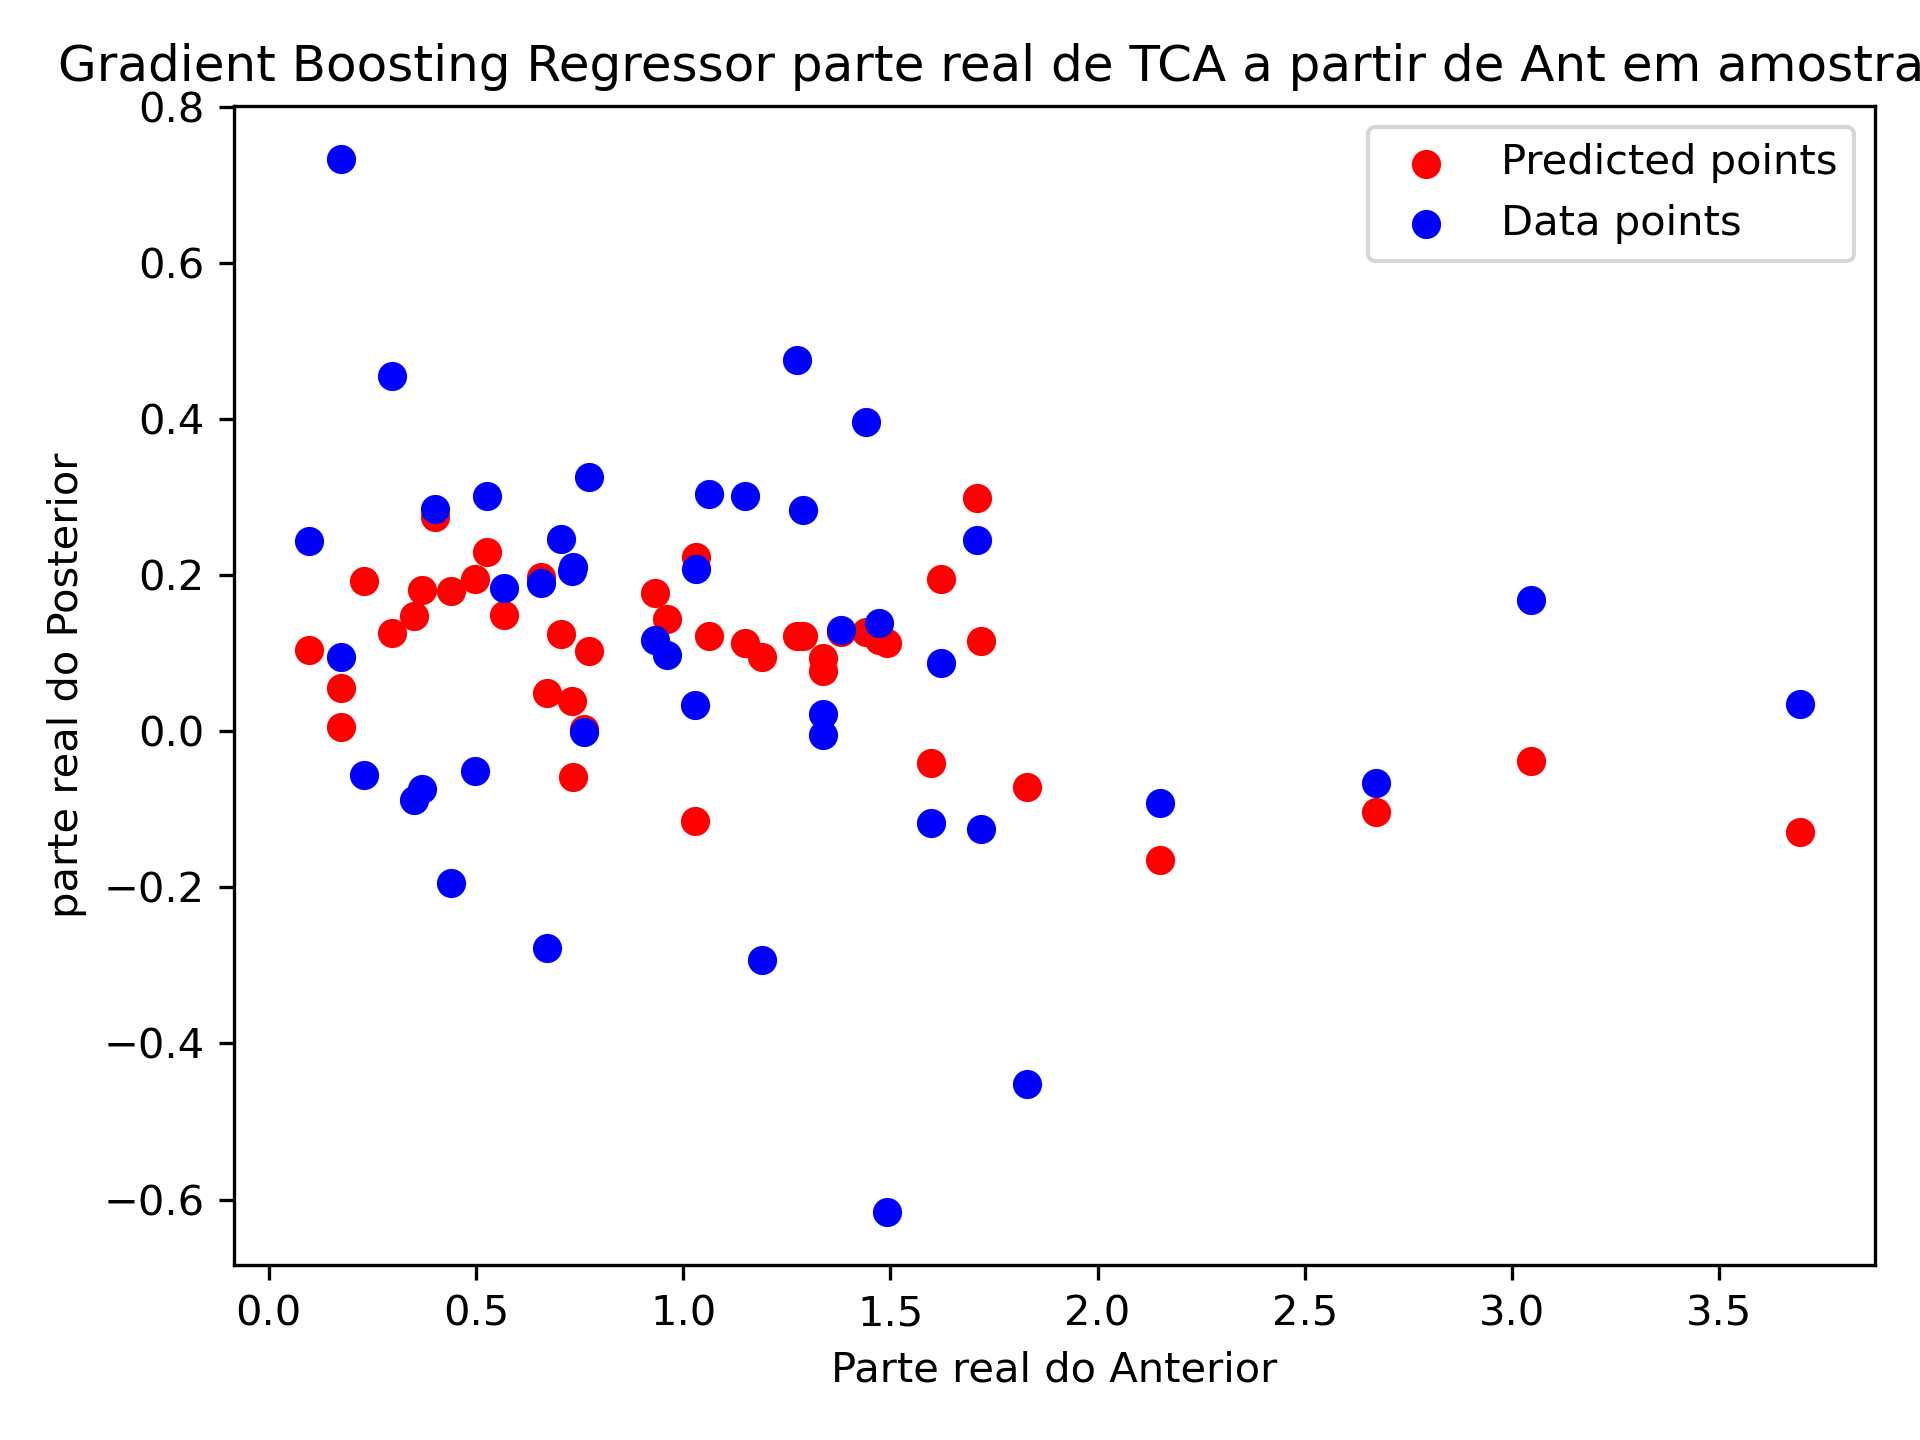 Gradient Boosting Regressor parte real de TCA a partir de Ant em amostra
Predicted points
Data points
0.8
0.6
0.4
0.2
0.0
−0.2
−0.4
−0.6
parte real do Posterior
0.0 0.5 1.0 1.5 2.0 2.5 3.0 3.5
Parte real do Anterior